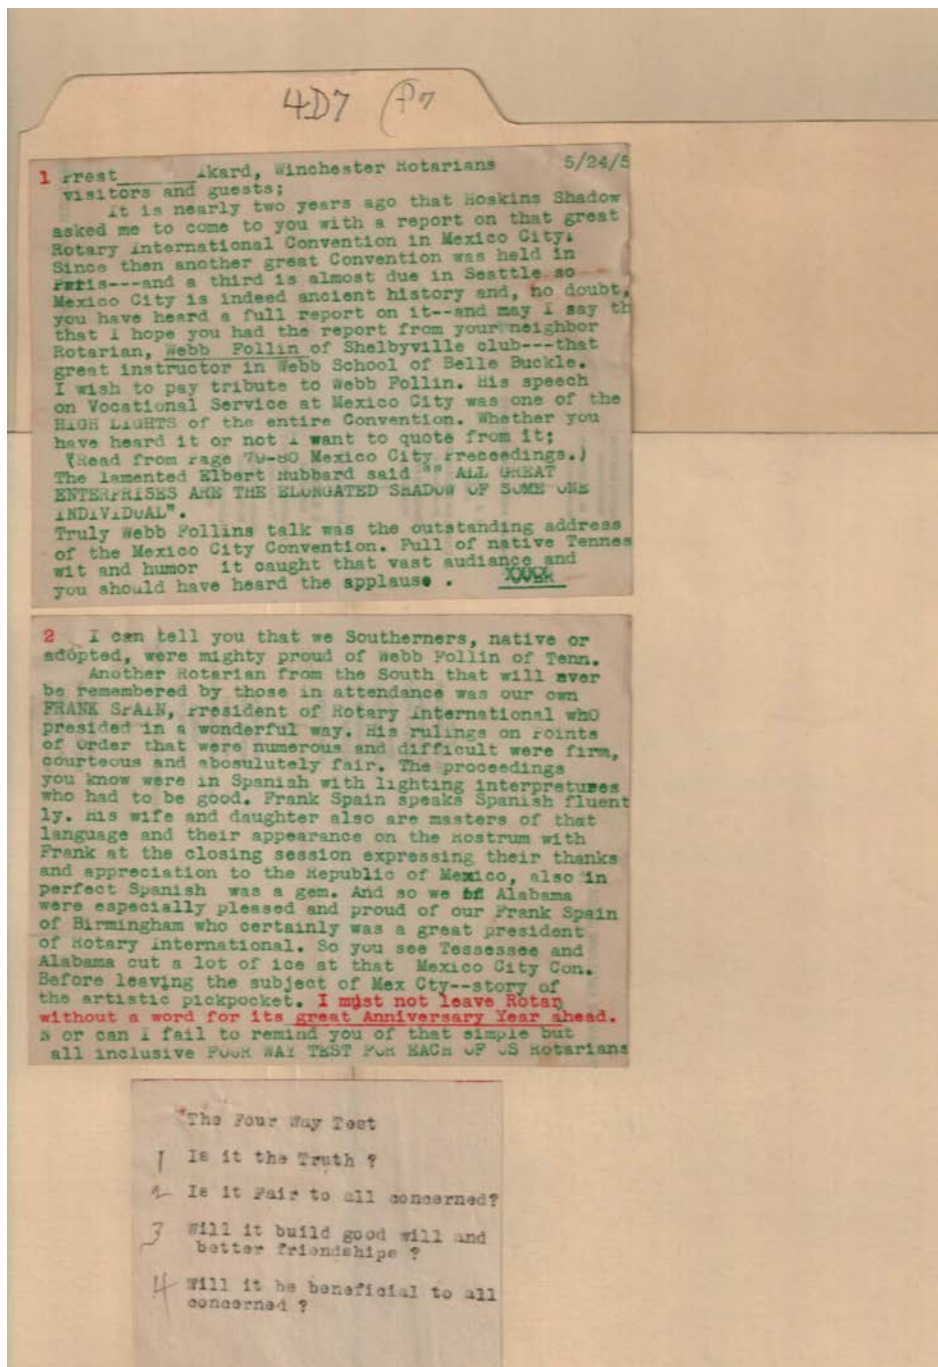 4D7 (P7
1 Prest______Akard, Winchester Rotarians 5/24/5
visitors and guests;
It is nearly two years ago that Hoskins Shadow
asked me to come to you with a report on that great
Rotary International Convention in Mexico City.
Since then another great Convention was held in
Paris---and a third is almost due in Seattle so
Mexico City is indeed ancient history and, no doubt,
you have heard a full report on it--and may I say th
that I hope you had the report from your neighbor
Rotarian, Webb Follin of Shelbyville club---that
great instructor in Webb School of Belle Buckle.
I wish to pay tribute to Webb Follin. His speech
on Vocational Service at Mexico City was one of the
HIGH LIGHTS of the entire Convention. Whether you
have heard it or not I want to quote from it;
(Read from Page 79-80 Mexico City Preceedings.)
The lamented Elbert Hubbard said "" ALL GREAT
ENTERPRISES ARE THE ELONGATED SHADOW OF SOME ONE
INDIVIDUAL".
Truly Webb Follins talk was the outstanding address
of the Mexico City Convention. Full of native Tennes
wit and humor it caught that vast audiance and
you should have heard the applause .
2 I can tell you that we Southerners, native or
adopted, were mighty proud of Webb Follin of Tenn.
Another Rotarian from the South that will ever
be remembered by those in attendance was our own
FRANK SPAIN, President of Rotary International who
presided in a wonderful way. His rulings on Points
of Order that were numerous and difficult were firm,
courteous and abosulutely fair. The proceedings
you know were in Spanish with lighting interpretures
who had to be good. Frank Spain speaks Spanish fluent
ly. His wife and daughter also are masters of that
language and their appearance on the Rostrum with
Frank at the closing session expressing their thanks
and appreciation to the Republic of Mexico, also in
perfect Spanish was a gem. And so we of Alabama
were especially pleased and proud of our Frank Spain
of Birmingham who certainly was a great president
of Rotary International. So you see Tessessee and
Alabama cut a lot of ice at that Mexico City Con.
Before leaving the subject of Mex Cty--story of
the artistic pickpocket. I must not leave Rotar
without a word for its great Anniversary Year ahead.
N or can I fail to remind you of that simple but
all inclusive FOUR WAY TEST FOR EACH OF US Rotarians
"The Four Way Test
1 Is it the Truth ?
2 Is it Fair to all concerned?
3 Will it build good will and
better friendships ?
4 Will it be beneficial to all
concerned ?